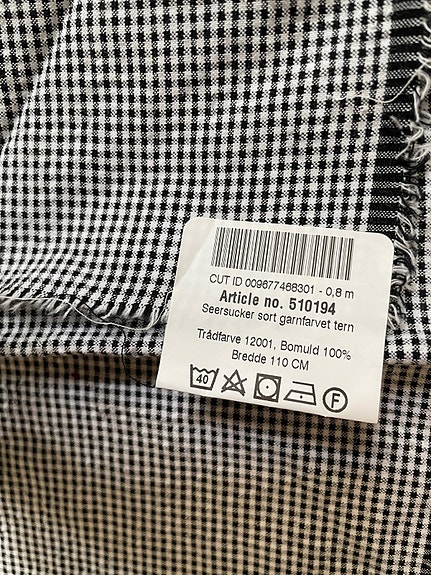 CUT ID 009677468301 - 0,8 m
Article no. 510194
Seersucker sort garnfarvet tern
Trådfarve 12001, Bomuld 100%
Bredde 110 CM
40 F